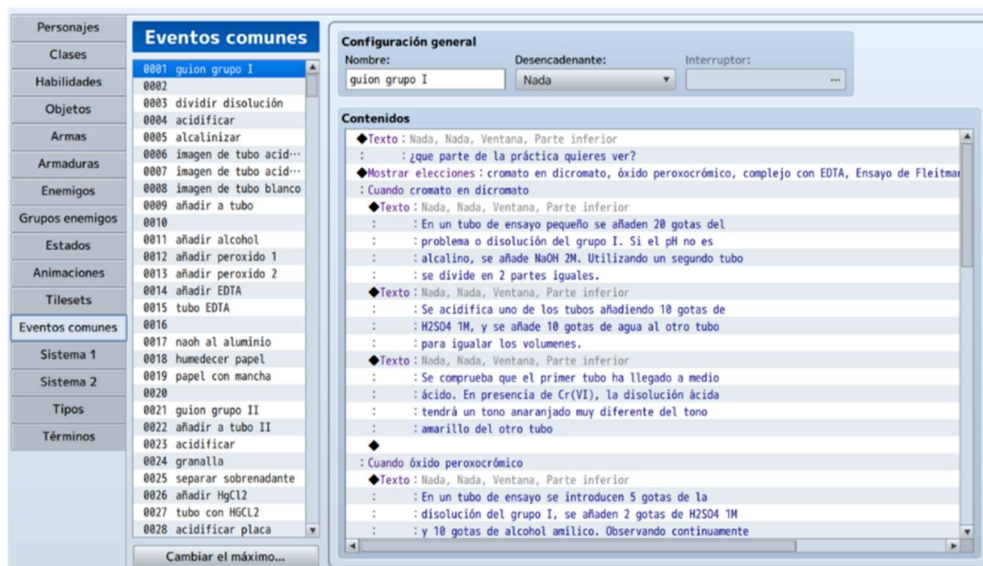 Personajes
Clases
Habilidades
Objetos
Armas
Armaduras
Enemigos
Grupos enemigos
Estados
Animaciones
Tilesets
Eventos comunes
Sistema 1
Sistema 2
Tipos
Términos
Eventos comunes
0001 guion grupo I
0002
0003 dividir disolución
0004 acidificar
0005 alcalinizar
0006 imagen de tubo acid…
0007 imagen de tubo acid…
0008 imagen de tubo blanco
0009 añadir a tubo
0010
0011 añadir alcohol
0012 añadir peroxido 1
0013 añadir peroxido 2
0014 añadir EDTA
0015 tubo EDTA
0016
0017 naoh al aluminio
0018 humedecer papel
0019 papel con mancha
0020
0021 guion grupo II
0022 añadir a tubo II
0023 acidificar
0024 granalla
0025 separar sobrenadante
0026 añadir HgCl2
0027 tubo con HGCL2
0028 acidificar placa
Cambiar el máximo...
Configuración general
Nombre: Desencadenante: Interruptor:
guion grupo I Nada ...
Contenidos
◆Texto : Nada, Nada, Ventana, Parte inferior
: : ¿que parte de la práctica quieres ver?
◆Mostrar elecciones : cromato en dicromato, óxido peroxocrómico, complejo con EDTA, Ensayo de Fleitmar
: Cuando cromato en dicromato
◆Texto : Nada, Nada, Ventana, Parte inferior
: : En un tubo de ensayo pequeño se añaden 20 gotas del
: : problema o disolución del grupo I. Si el pH no es
: : alcalino, se añade NaOH 2M. Utilizando un segundo tubo
: : se divide en 2 partes iguales.
◆Texto : Nada, Nada, Ventana, Parte inferior
: : Se acidifica uno de los tubos añadiendo 10 gotas de
: : H2SO4 1M, y se añade 10 gotas de agua al otro tubo
: : para igualar los volumenes.
◆Texto : Nada, Nada, Ventana, Parte inferior
: : Se comprueba que el primer tubo ha llegado a medio
: : ácido. En presencia de Cr(VI), la disolución ácida
: : tendrá un tono anaranjado muy diferente del tono
: : amarillo del otro tubo
◆
: Cuando óxido peroxocrómico
◆Texto : Nada, Nada, Ventana, Parte inferior
: : En un tubo de ensayo se introducen 5 gotas de la
: : disolución del grupo I, se añaden 2 gotas de H2SO4 1M
: : y 10 gotas de alcohol amílico. Observando continuamente